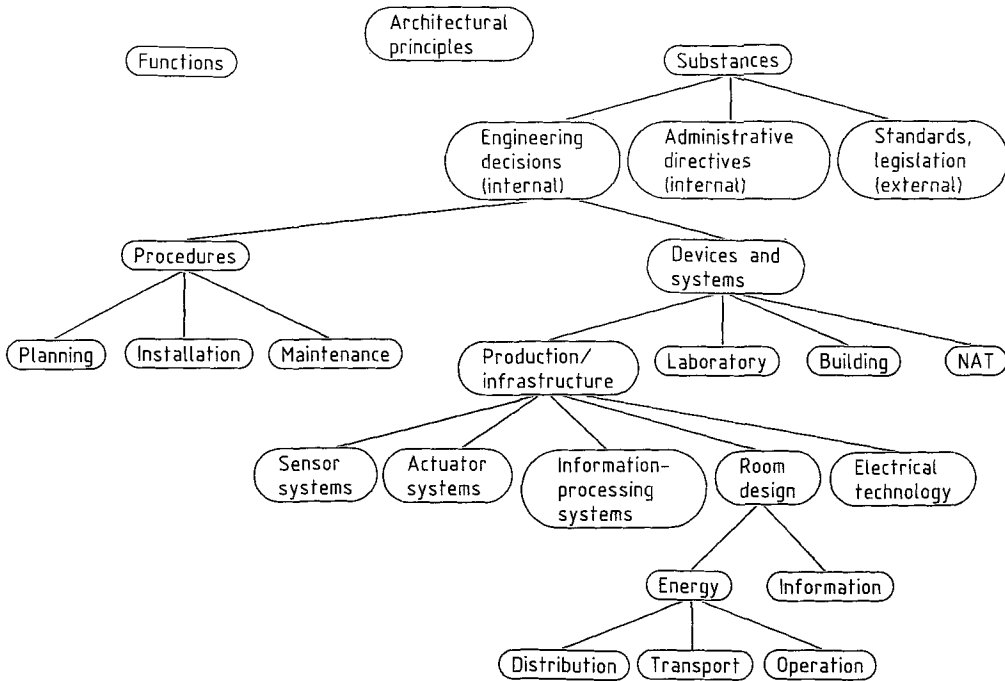 Architectural
principles
Functions
Substances
Engineering
decisions
(internal)
Administrative
directives
(internal)
Standards,
legislation
(external)
Procedures
Devices and
systems
Planning
Installation
Maintenance
Production/
infrastructure
Laboratory
Building
NAT
Sensor
systems
Actuator
systems
Information-
processing
systems
Room
design
Electrical
technology
Energy
Information
Distribution
Transport
Operation